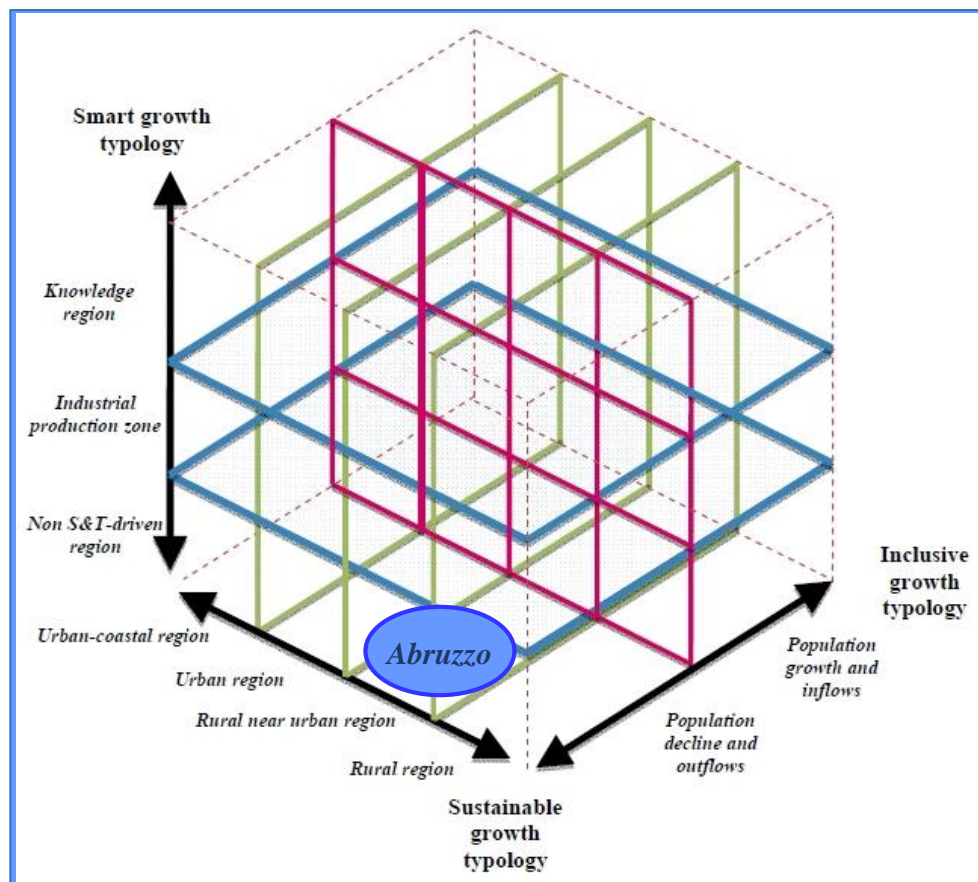 Smart growth
typology
Knowledge
region
Industrial
production zone
Non S&T-driven
region
Urban-coastal region
Urban region
Rural near urban region
Rural region
Abruzzo
Sustainable
growth
typology
Inclusive
growth
typology
Population
growth and
inflows
Population
decline and
outflows